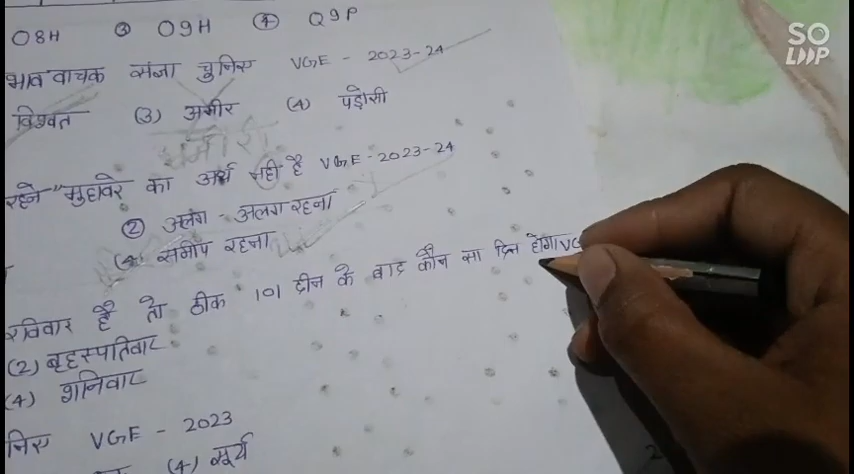 O8H ③ O9H ④ Q9P
भाव वाचक संज्ञा चुनिए VGE - 2023-24
विश्वत (3) अमीर (4) पड़ोसी
रहने" मुहावरे का अर्थ सही है VGE - 2023-24
② अलग - अलग रहना
(4) समीप रहना
रविवार है तो ठीक 101 दीन के बाद कौन सा दिन होगा VG
(2) बृहस्पतिवार
(4) शनिवार
निए VGE - 2023
(4) सूर्य
SO
LOOP